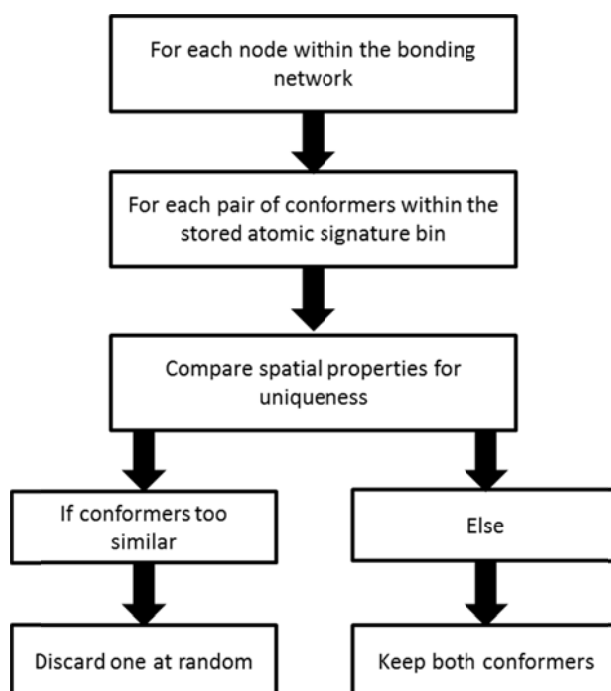 For each node within the bonding
network
For each pair of conformers within the
stored atomic signature bin
Compare spatial properties for
uniqueness
If conformers too
similar
Else
Discard one at random
Keep both conformers